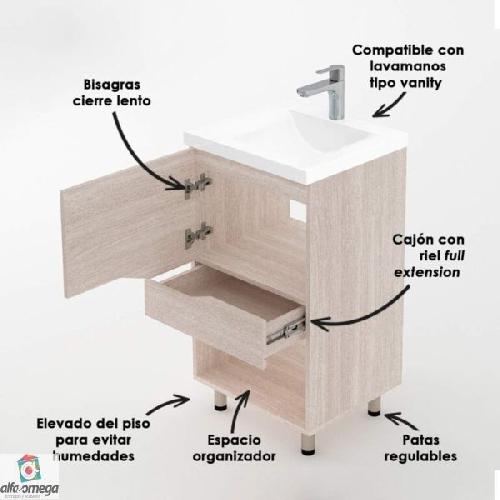 Compatible con
lavamanos
tipo vanity
Bisagras
cierre lento
Cajón con
riel full
extension
Elevado del piso
para evitar
humedades
Espacio
organizador
Patas
regulables
alfa omega